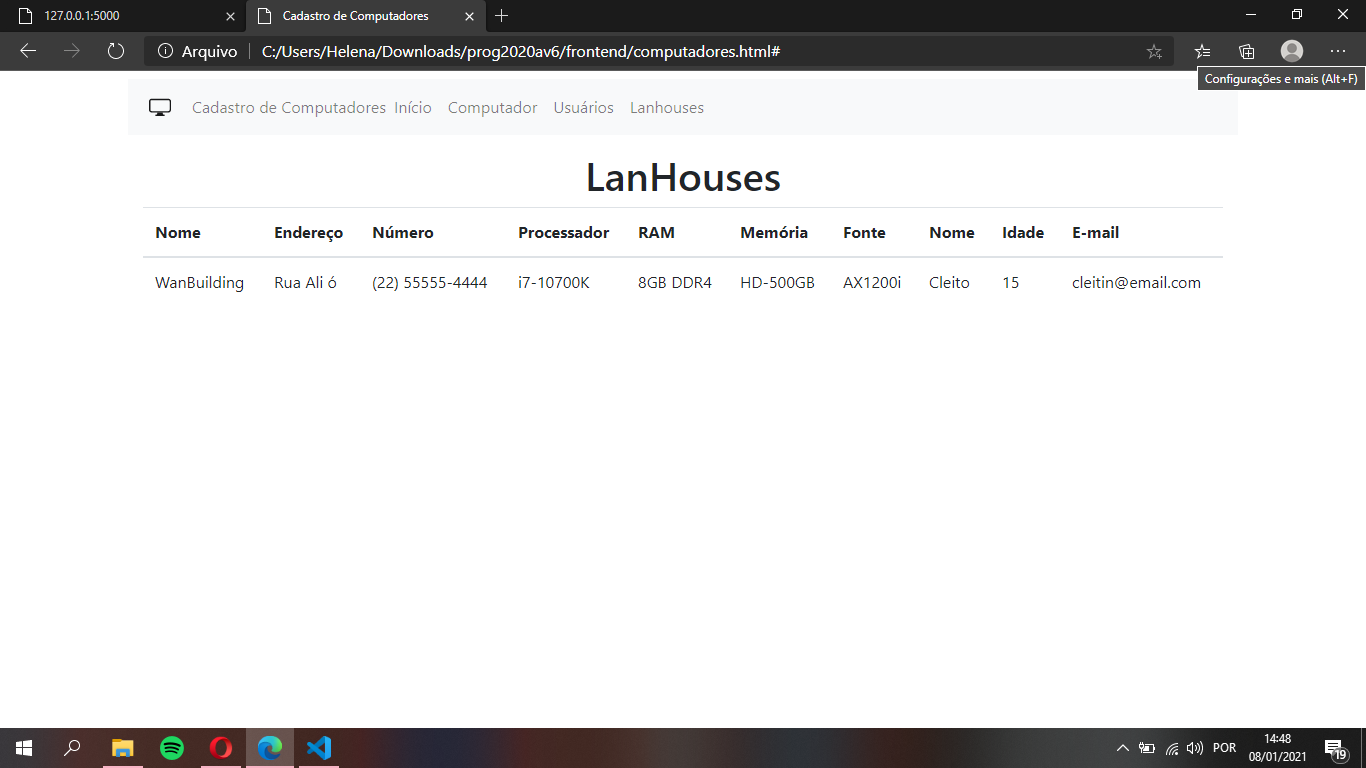 127.0.0.1:5000
Cadastro de Computadores
Arquivo C:/Users/Helena/Downloads/prog2020av6/frontend/computadores.html#
Configurações e mais (Alt+F)
Cadastro de Computadores Início Computador Usuários Lanhouses
LanHouses
Nome Endereço Número Processador RAM Memória Fonte Nome Idade E-mail
WanBuilding Rua Ali ó (22) 55555-4444 i7-10700K 8GB DDR4 HD-500GB AX1200i Cleito 15 cleitin@email.com
POR
14:48
08/01/2021
19